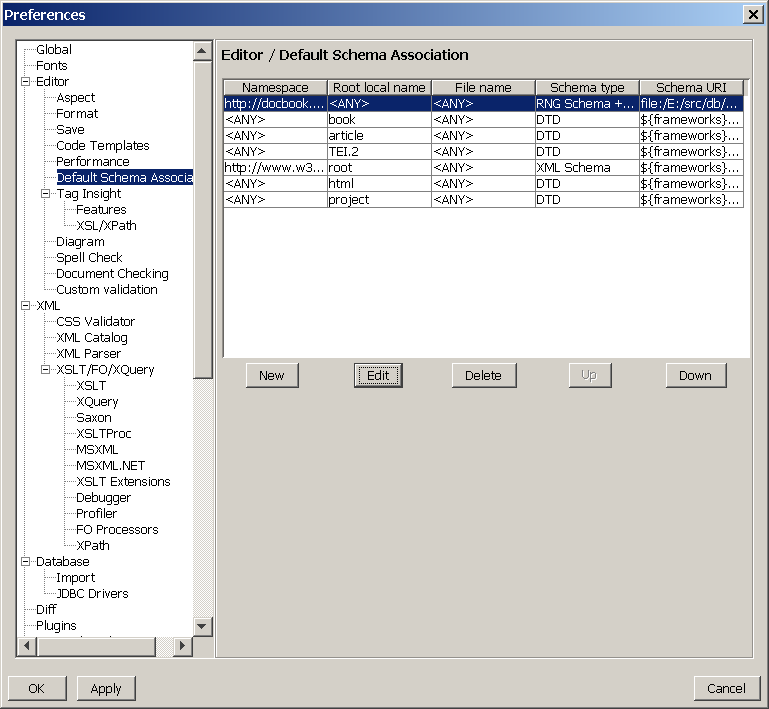 Preferences
Global
Fonts
Editor
Aspect
Format
Save
Code Templates
Performance
Default Schema Associa
Tag Insight
Features
XSL/XPath
Diagram
Spell Check
Document Checking
Custom validation
XML
CSS Validator
XML Catalog
XML Parser
XSLT/FO/XQuery
XSLT
XQuery
Saxon
XSLTProc
MSXML
MSXML.NET
XSLT Extensions
Debugger
Profiler
FO Processors
XPath
Database
Import
JDBC Drivers
Diff
Plugins
Editor / Default Schema Association
Namespace Root local name File name Schema type Schema URI
http://docbook.... <ANY> <ANY> RNG Schema +... file:/E:/src/db/...
<ANY> book <ANY> DTD ${frameworks}...
<ANY> article <ANY> DTD ${frameworks}...
<ANY> TEI.2 <ANY> DTD ${frameworks}...
http://www.w3... root <ANY> XML Schema ${frameworks}...
<ANY> html <ANY> DTD ${frameworks}...
<ANY> project <ANY> DTD ${frameworks}...
New Edit Delete Up Down
OK Apply Cancel